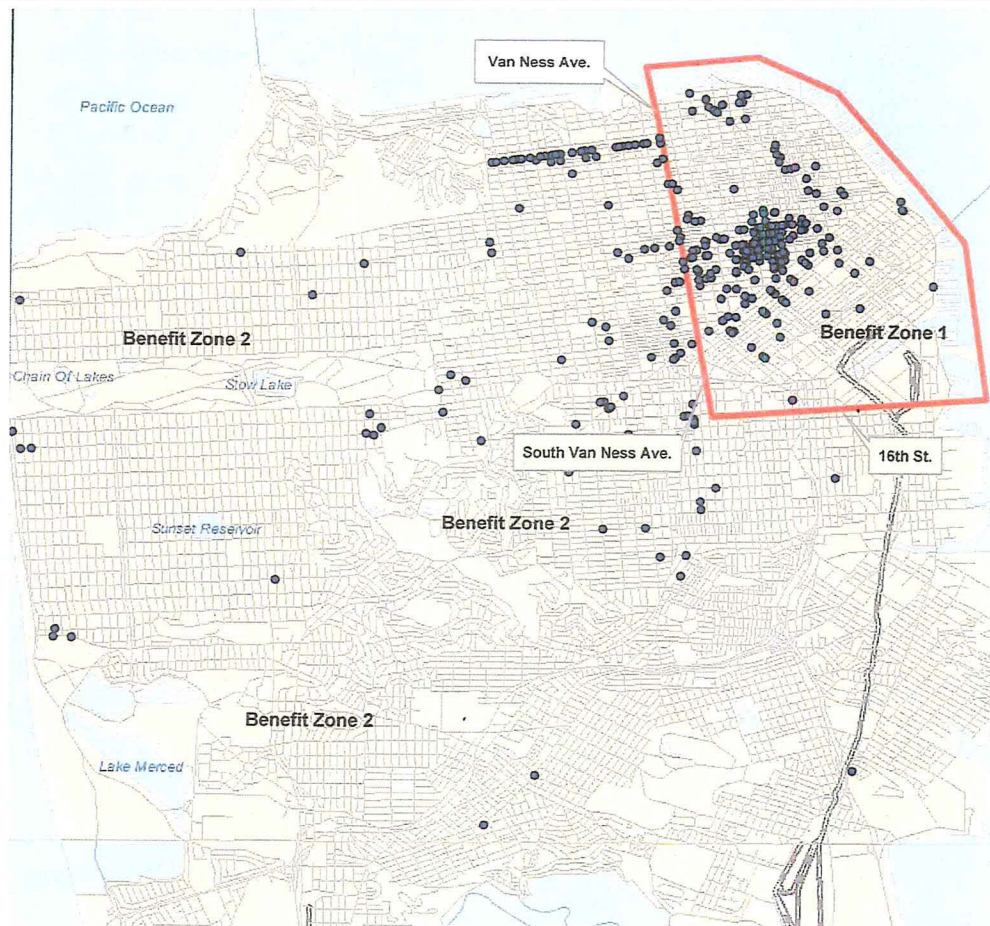 Van Ness Ave.
Pacific Ocean
Benefit Zone 1
Benefit Zone 2
Chain Of Lakes
Stow Lake
South Van Ness Ave.
16th St.
Benefit Zone 2
Sunset Reservoir
Benefit Zone 2
Lake Merced